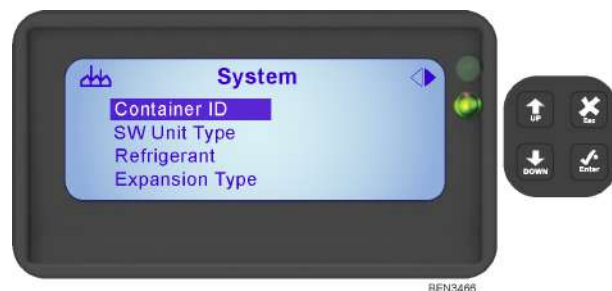 System
Container ID
SW Unit Type
Refrigerant
Expansion Type
UP
Esc
DOWN
Enter
BEN3466